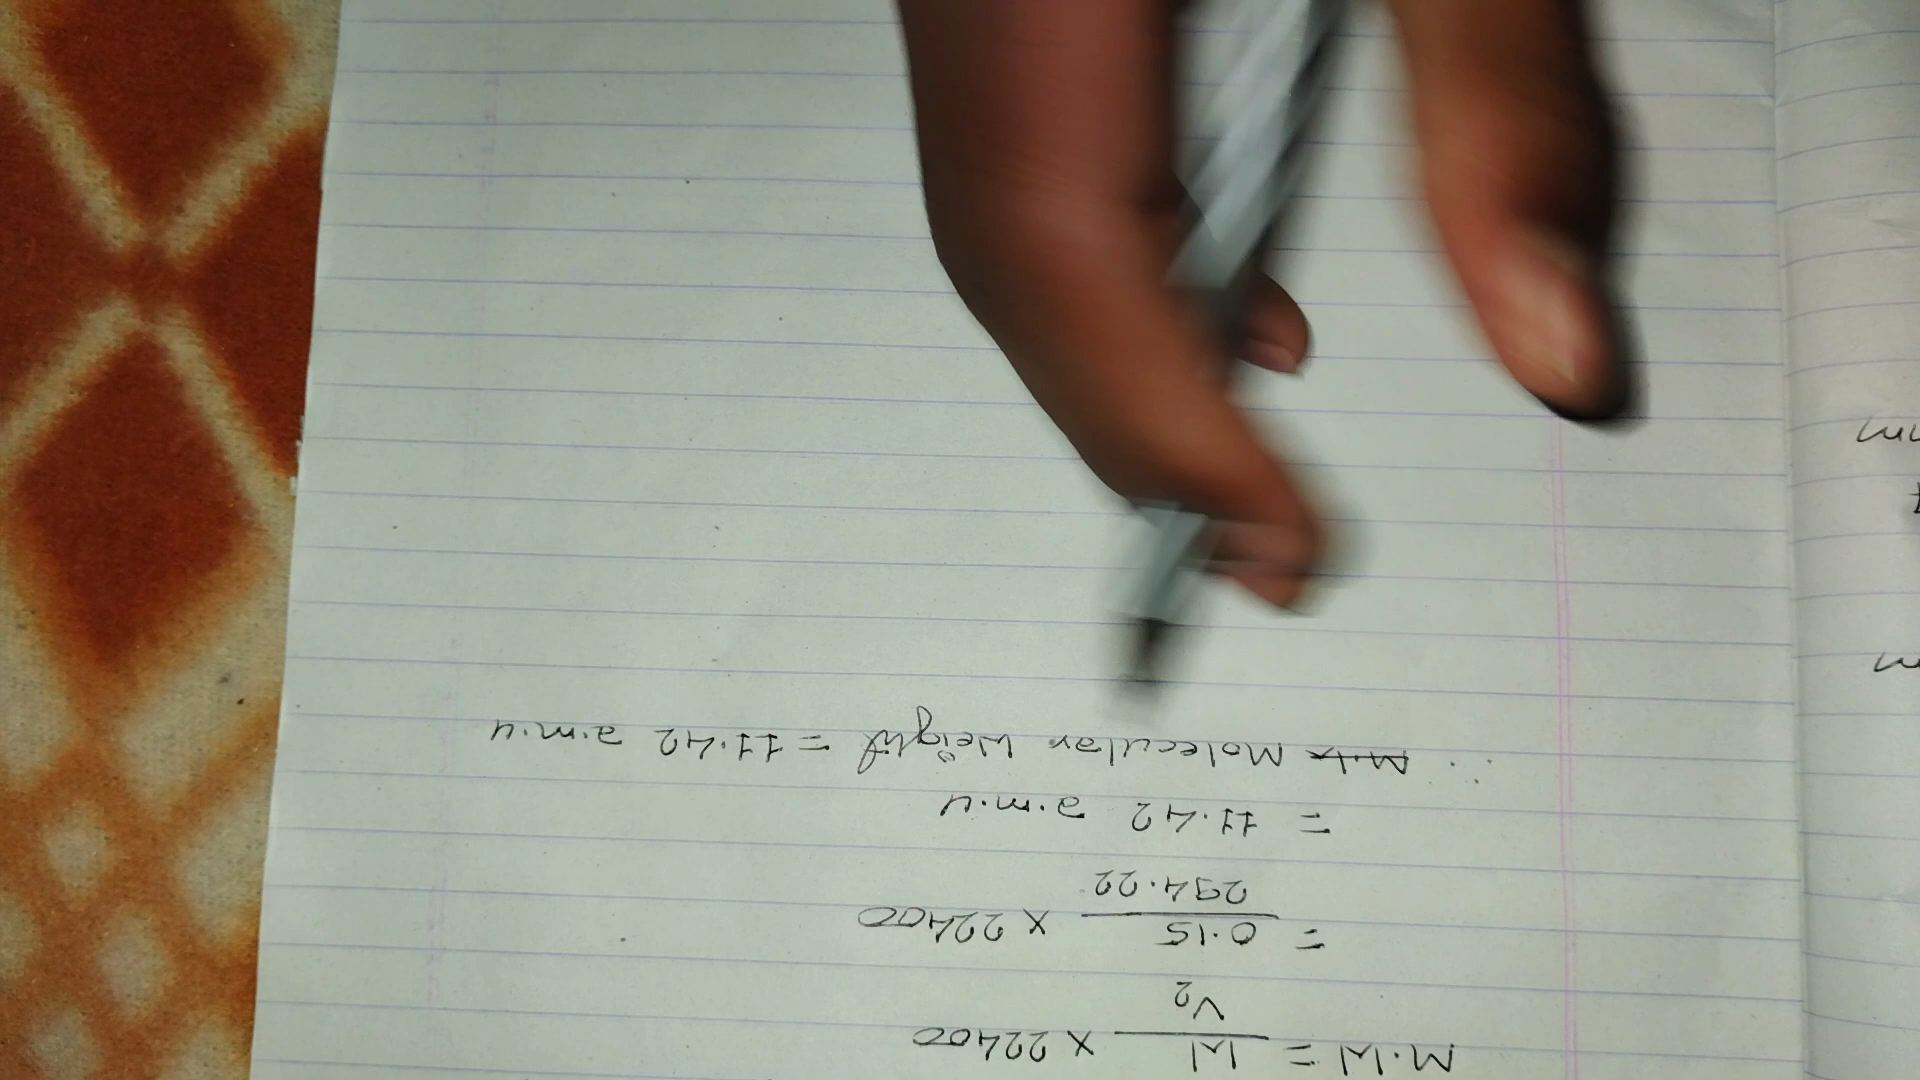 M.W = W/V2 × 22400
= 0.15/294.22 × 22400
= 11.42 a.m.u
∴ Molecular Weight = 11.42 a.m.u